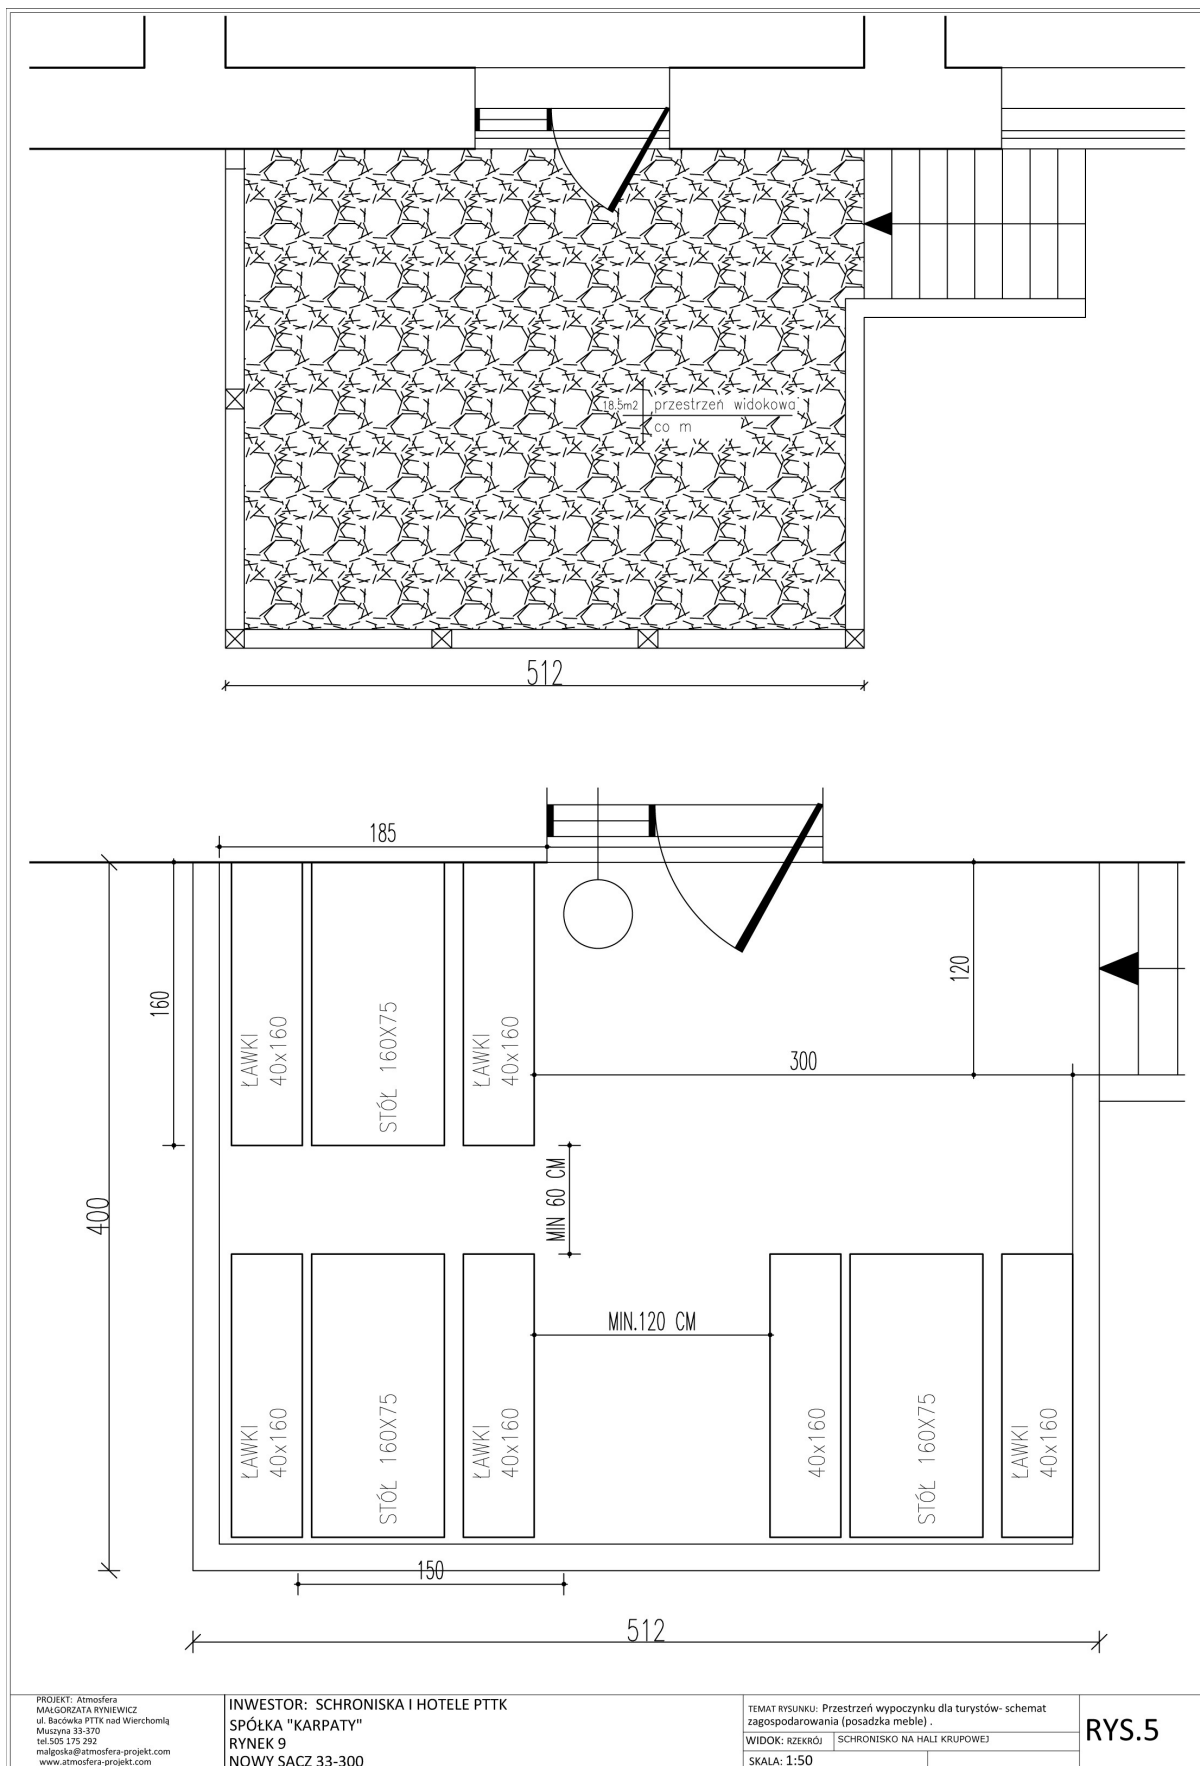 18.5m2
przestrzeń widokowa
co m
512
185
160
120
300
400
ŁAWKI
40x160
STÓŁ 160X75
ŁAWKI
40x160
MIN 60 CM
MIN.120 CM
ŁAWKI
40x160
STÓŁ 160X75
ŁAWKI
40x160
40x160
STÓŁ 160X75
ŁAWKI
40x160
150
512
PROJEKT: Atmosfera
MAŁGORZATA RYNIEWICZ
ul. Bacówka PTTK nad Wierchomlą
Muszyna 33-370
tel.505 175 292
malgoska@atmosfera-projekt.com
www.atmosfera-projekt.com
INWESTOR: SCHRONISKA I HOTELE PTTK
SPÓŁKA "KARPATY"
RYNEK 9
NOWY SĄCZ 33-300
TEMAT RYSUNKU: Przestrzeń wypoczynku dla turystów- schemat
zagospodarowania (posadzka meble) .
WIDOK: RZEKRÓJ
SCHRONISKO NA HALI KRUPOWEJ
SKALA: 1:50
RYS.5